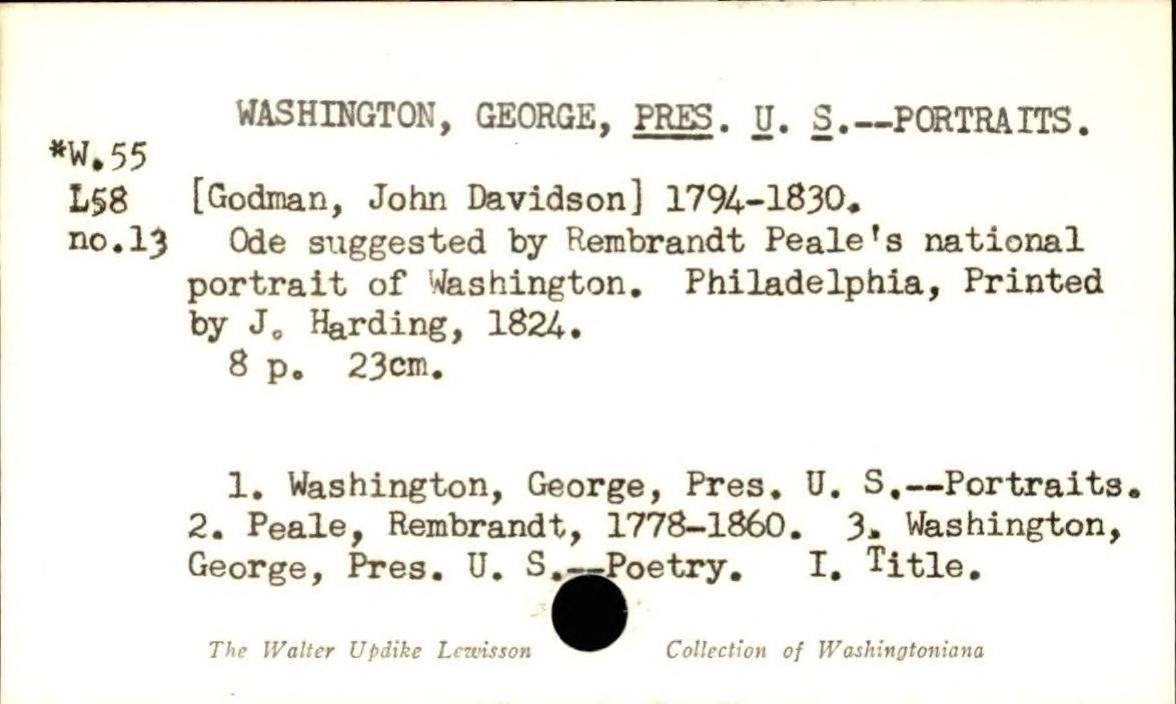 WASHINGTON, GEORGE, PRES. U. S.--PORTRAITS.
*W.55
L58 [Godman, John Davidson] 1794-1830.
no.13 Ode suggested by Rembrandt Peale's national
portrait of Washington. Philadelphia, Printed
by J. Harding, 1824.
8 p. 23cm.
1. Washington, George, Pres. U. S.--Portraits.
2. Peale, Rembrandt, 1778-1860. 3. Washington,
George, Pres. U. S.--Poetry. I. Title.
The Walter Updike Lewisson Collection of Washingtoniana